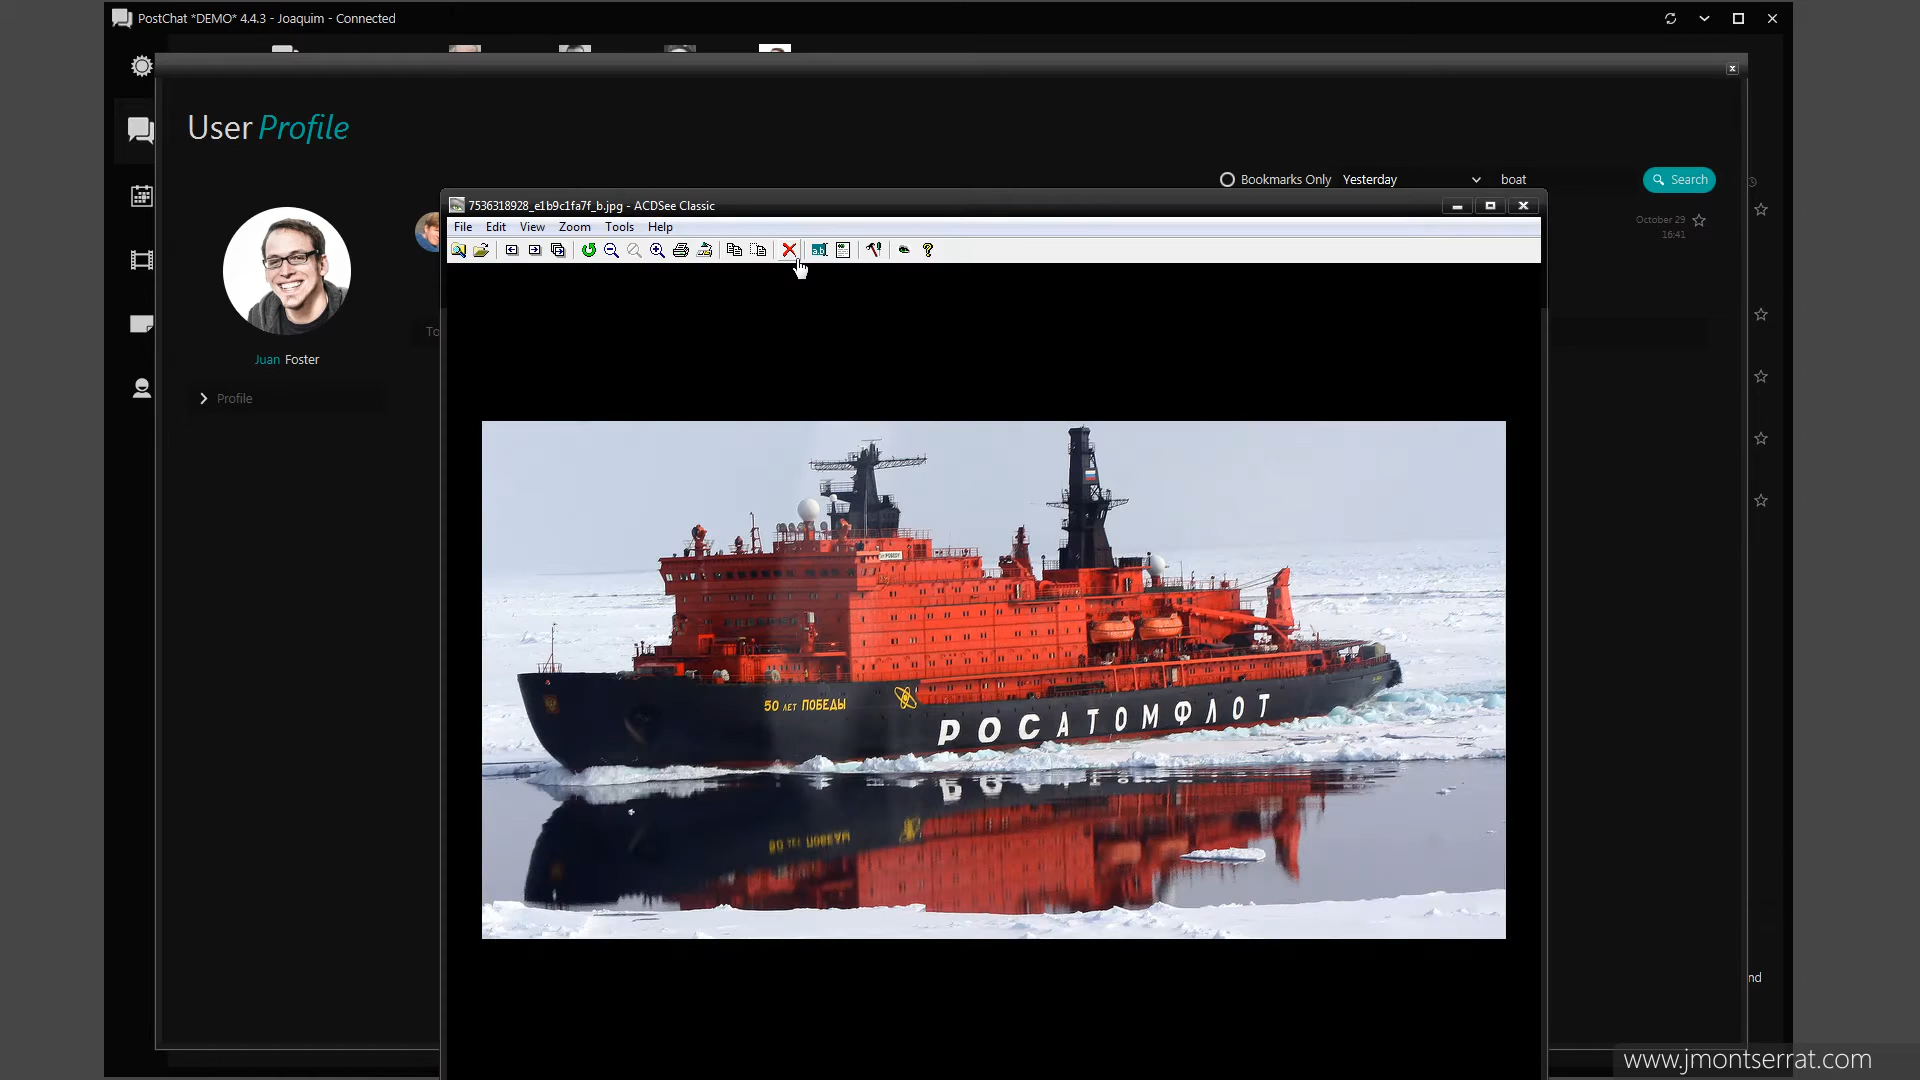 PostChat *DEMO* 4.4.3 - Joaquim - Connected
User Profile
Bookmarks Only
Yesterday
boat
Search
October 29
16:41
7536318928_e1b9c1fa7f_b.jpg - ACDSee Classic
File Edit View Zoom Tools Help
To
Juan Foster
Profile
50 ЛЕТ ПОБЕДЫ
РОСАТОМФЛОТ
nd
www.jmontserrat.com